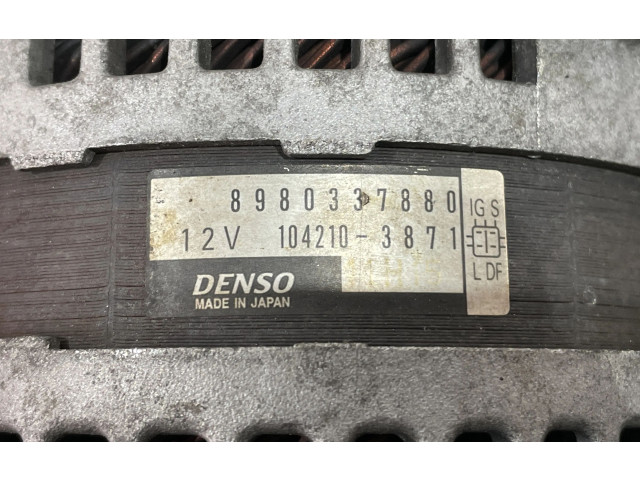 8980337880
12V 104210-3871
DENSO
MADE IN JAPAN
IG S
L DF